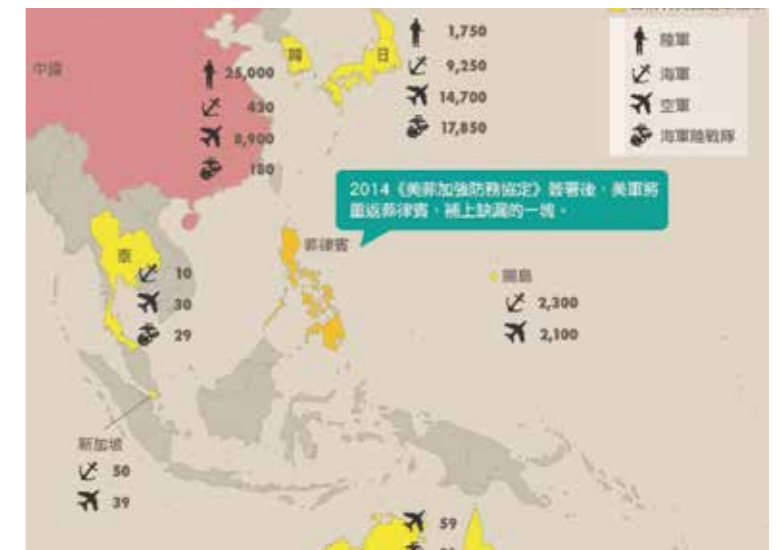 中國
韓
日
25,000
430
8,900
180
1,750
9,250
14,700
17,850
陸軍
海軍
空軍
海軍陸戰隊
2014《美菲加強防務協定》簽署後，美軍將
重返菲律賓，補上缺漏的一塊。
菲律賓
泰
10
30
29
關島
2,300
2,100
新加坡
50
39
59